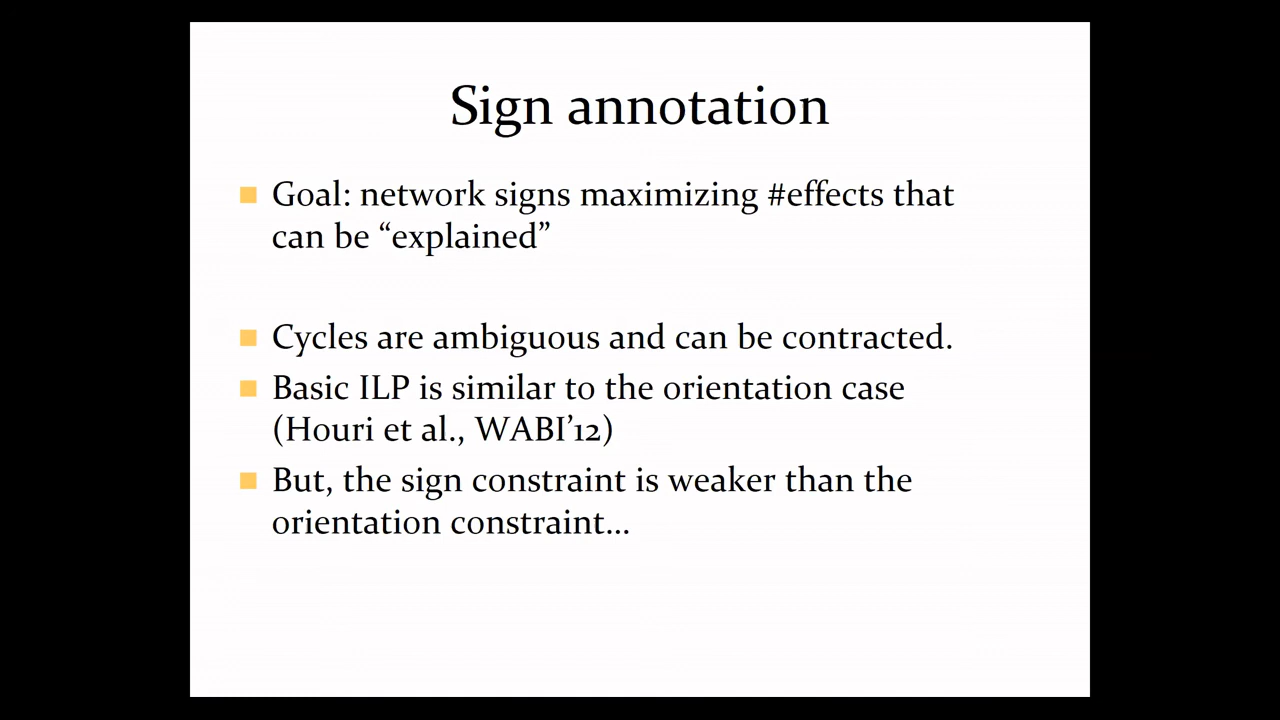 Sign annotation
Goal: network signs maximizing #effects that
can be “explained”
Cycles are ambiguous and can be contracted.
Basic ILP is similar to the orientation case
(Houri et al., WABI’12)
But, the sign constraint is weaker than the
orientation constraint…